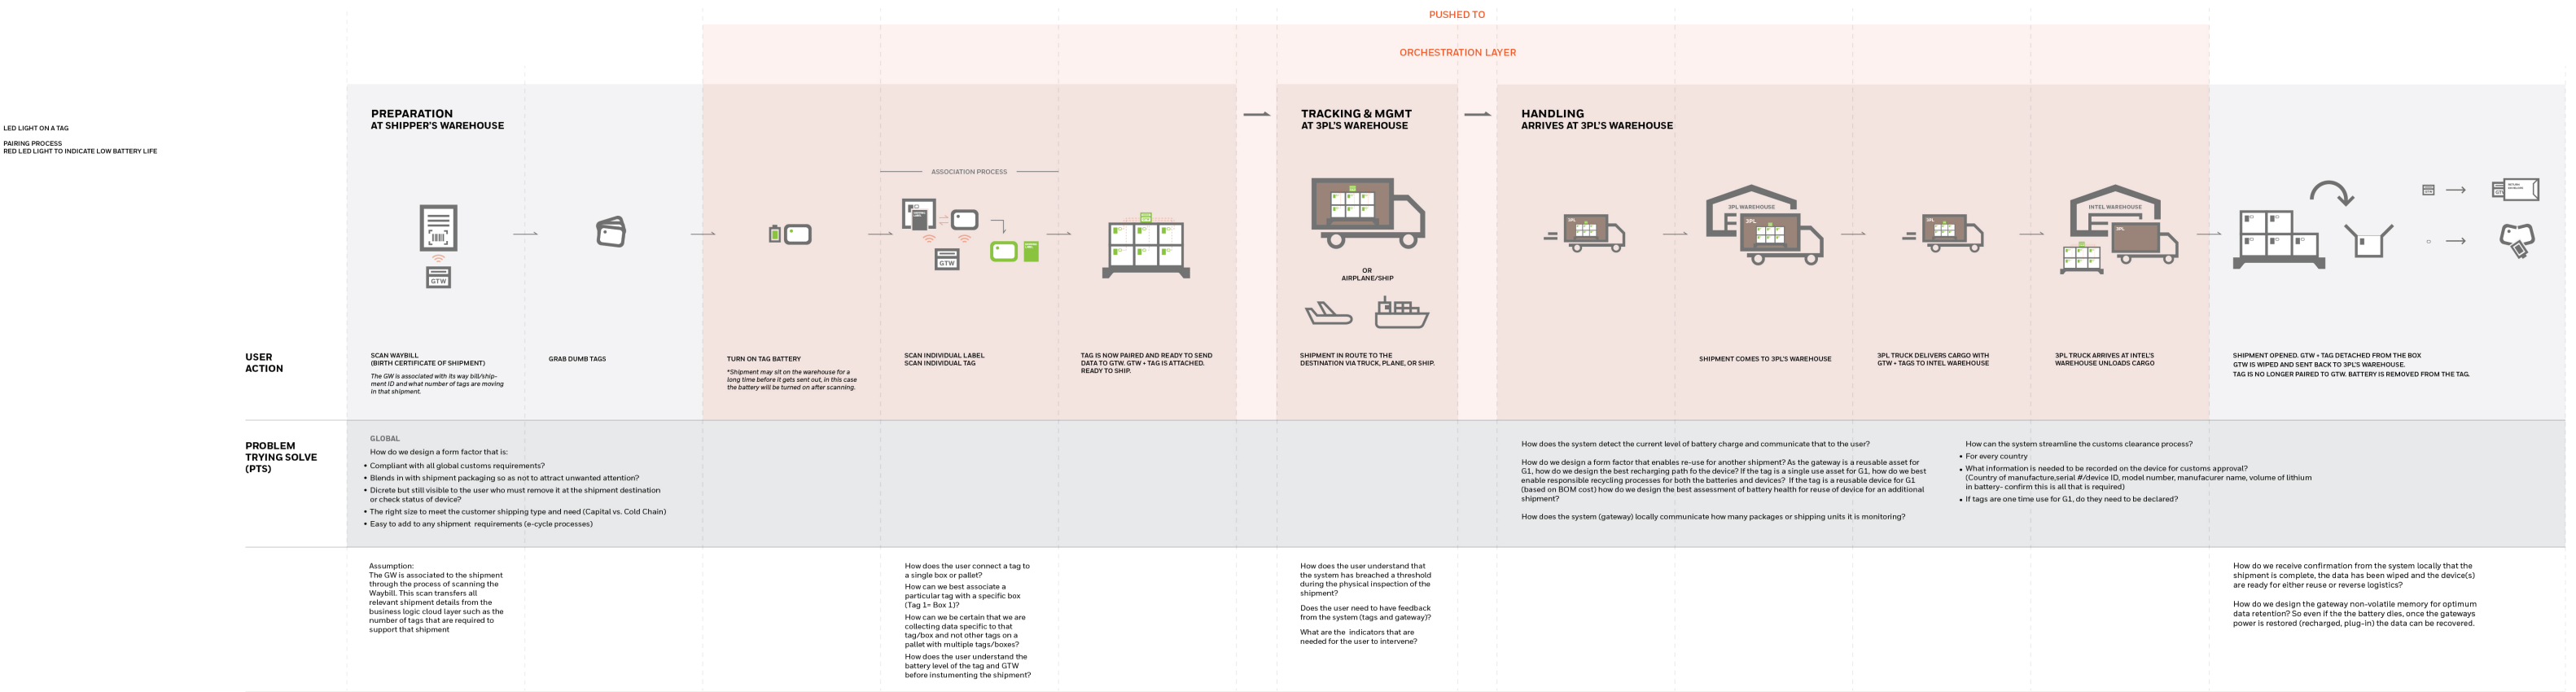 PUSHED TO
ORCHESTRATION LAYER
LED LIGHT ON A TAG
PAIRING PROCESS
RED LED LIGHT TO INDICATE LOW BATTERY LIFE
PREPARATION
AT SHIPPER'S WAREHOUSE
TRACKING & MGMT
AT 3PL'S WAREHOUSE
HANDLING
ARRIVES AT 3PL'S WAREHOUSE
ASSOCIATION PROCESS
GTW
GTW
OR
AIRPLANE/SHIP
3PL
3PL WAREHOUSE
3PL
3PL
INTEL WAREHOUSE
3PL
GTW
USER
ACTION
SCAN WAYBILL
(BIRTH CERTIFICATE OF SHIPMENT)
The GW is associated with its way bill/ship-
ment ID and what number of tags are moving
in that shipment.
GRAB DUMB TAGS
TURN ON TAG BATTERY
*Shipment may sit on the warehouse for a
long time before it gets sent out, in this case
the battery will be turned on after scanning.
SCAN INDIVIDUAL LABEL
SCAN INDIVIDUAL TAG
TAG IS NOW PAIRED AND READY TO SEND
DATA TO GTW. GTW + TAG IS ATTACHED.
READY TO SHIP.
SHIPMENT IN ROUTE TO THE
DESTINATION VIA TRUCK, PLANE, OR SHIP.
SHIPMENT COMES TO 3PL'S WAREHOUSE
3PL TRUCK DELIVERS CARGO WITH
GTW + TAGS TO INTEL WAREHOUSE
3PL TRUCK ARRIVES AT INTEL'S
WAREHOUSE UNLOADS CARGO
SHIPMENT OPENED. GTW + TAG DETACHED FROM THE BOX
GTW IS WIPED AND SENT BACK TO 3PL'S WAREHOUSE.
TAG IS NO LONGER PAIRED TO GTW. BATTERY IS REMOVED FROM THE TAG.
PROBLEM
TRYING SOLVE
(PTS)
GLOBAL
How do we design a form factor that is:
• Compliant with all global customs requirements?
• Blends in with shipment packaging so as not to attract unwanted attention?
• Dicrete but still visible to the user who must remove it at the shipment destination
or check status of device?
• The right size to meet the customer shipping type and need (Capital vs. Cold Chain)
• Easy to add to any shipment requirements (e-cycle processes)
How does the system detect the current level of battery charge and communicate that to the user?
How do we design a form factor that enables re-use for another shipment? As the gateway is a reusable asset for
G1, how do we design the best recharging path fo the device? If the tag is a single use asset for G1, how do we best
enable responsible recycling processes for both the batteries and devices? If the tag is a reusable device for G1
(based on BOM cost) how do we design the best assessment of battery health for reuse of device for an additional
shipment?
How does the system (gateway) locally communicate how many packages or shipping units it is monitoring?
How can the system streamline the customs clearance process?
• For every country
• What information is needed to be recorded on the device for customs approval?
(Country of manufacture,serial #/device ID, model number, manufacurer name, volume of lithium
in battery- confirm this is all that is required)
• If tags are one time use for G1, do they need to be declared?
Assumption:
The GW is associated to the shipment
through the process of scanning the
Waybill. This scan transfers all
relevant shipment details from the
business logic cloud layer such as the
number of tags that are required to
support that shipment
How does the user connect a tag to
a single box or pallet?
How can we best associate a
particular tag with a specific box
(Tag 1= Box 1)?
How can we be certain that we are
collecting data specific to that
tag/box and not other tags on a
pallet with multiple tags/boxes?
How does the user understand the
battery level of the tag and GTW
before instumenting the shipment?
How does the user understand that
the system has breached a threshold
during the physical inspection of the
shipment?
Does the user need to have feedback
from the system (tags and gateway)?
What are the indicators that are
needed for the user to intervene?
How do we receive confirmation from the system locally that the
shipment is complete, the data has been wiped and the device(s)
are ready for either reuse or reverse logistics?
How do we design the gateway non-volatile memory for optimum
data retention? So even if the the battery dies, once the gateways
power is restored (recharged, plug-in) the data can be recovered.